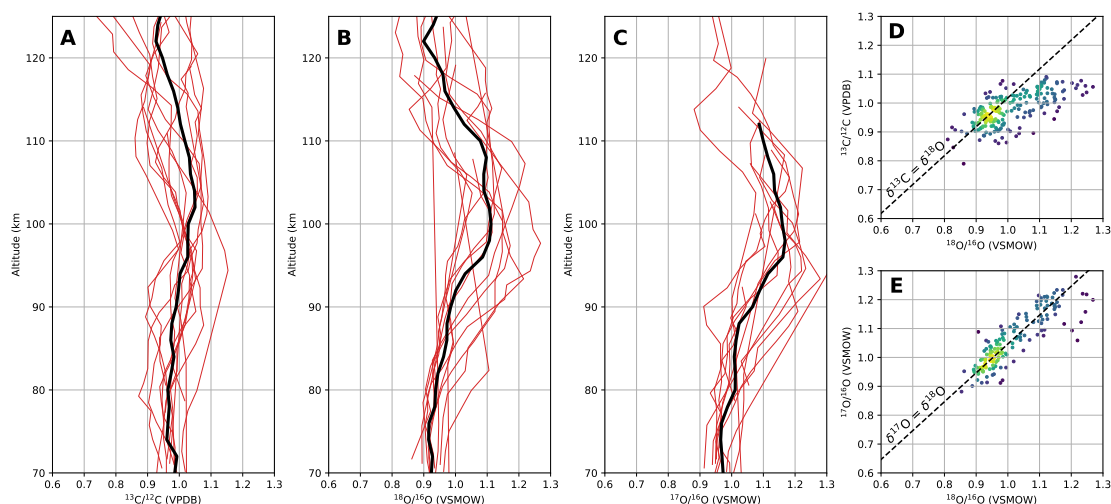 A
B
C
D
E
Altitude (km
120
110
100
90
80
70
0.6 0.7 0.8 0.9 1.0 1.1 1.2 1.3
¹³C/¹²C (VPDB)
Altitude (km
120
110
100
90
80
70
0.6 0.7 0.8 0.9 1.0 1.1 1.2 1.3
¹⁸O/¹⁶O (VSMOW)
Altitude (km
120
110
100
90
80
70
0.6 0.7 0.8 0.9 1.0 1.1 1.2 1.3
17O/¹⁶O (VSMOW)
¹³C/¹²C (VPDB)
1.3
1.2
1.1
1.0
0.9
0.8
0.7
0.6
δ¹³C = δ¹⁸O
0.6 0.7 0.8 0.9 1.0 1.1 1.2 1.3
¹⁸O/¹⁶O (VSMOW)
¹⁷O/¹⁶O (VSMOW)
1.3
1.2
1.1
1.0
0.9
0.8
0.7
0.6
δ¹⁷O = δ¹⁸O
0.6 0.7 0.8 0.9 1.0 1.1 1.2 1.3
¹⁸O/¹⁶O (VSMOW)